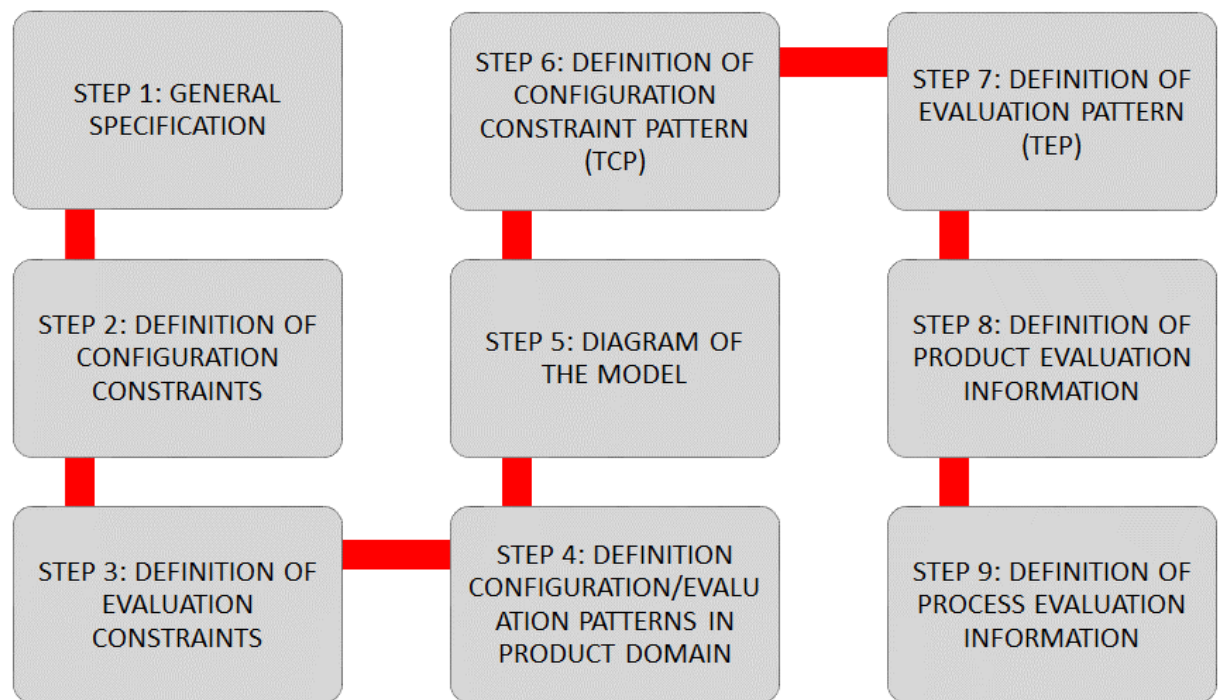 STEP 1: GENERAL
SPECIFICATION
STEP 2: DEFINITION OF
CONFIGURATION
CONSTRAINTS
STEP 3: DEFINITION OF
EVALUATION
CONSTRAINTS
STEP 4: DEFINITION
CONFIGURATION/EVALU
ATION PATTERNS IN
PRODUCT DOMAIN
STEP 5: DIAGRAM OF
THE MODEL
STEP 6: DEFINITION OF
CONFIGURATION
CONSTRAINT PATTERN
(TCP)
STEP 7: DEFINITION OF
EVALUATION PATTERN
(TEP)
STEP 8: DEFINITION OF
PRODUCT EVALUATION
INFORMATION
STEP 9: DEFINITION OF
PROCESS EVALUATION
INFORMATION